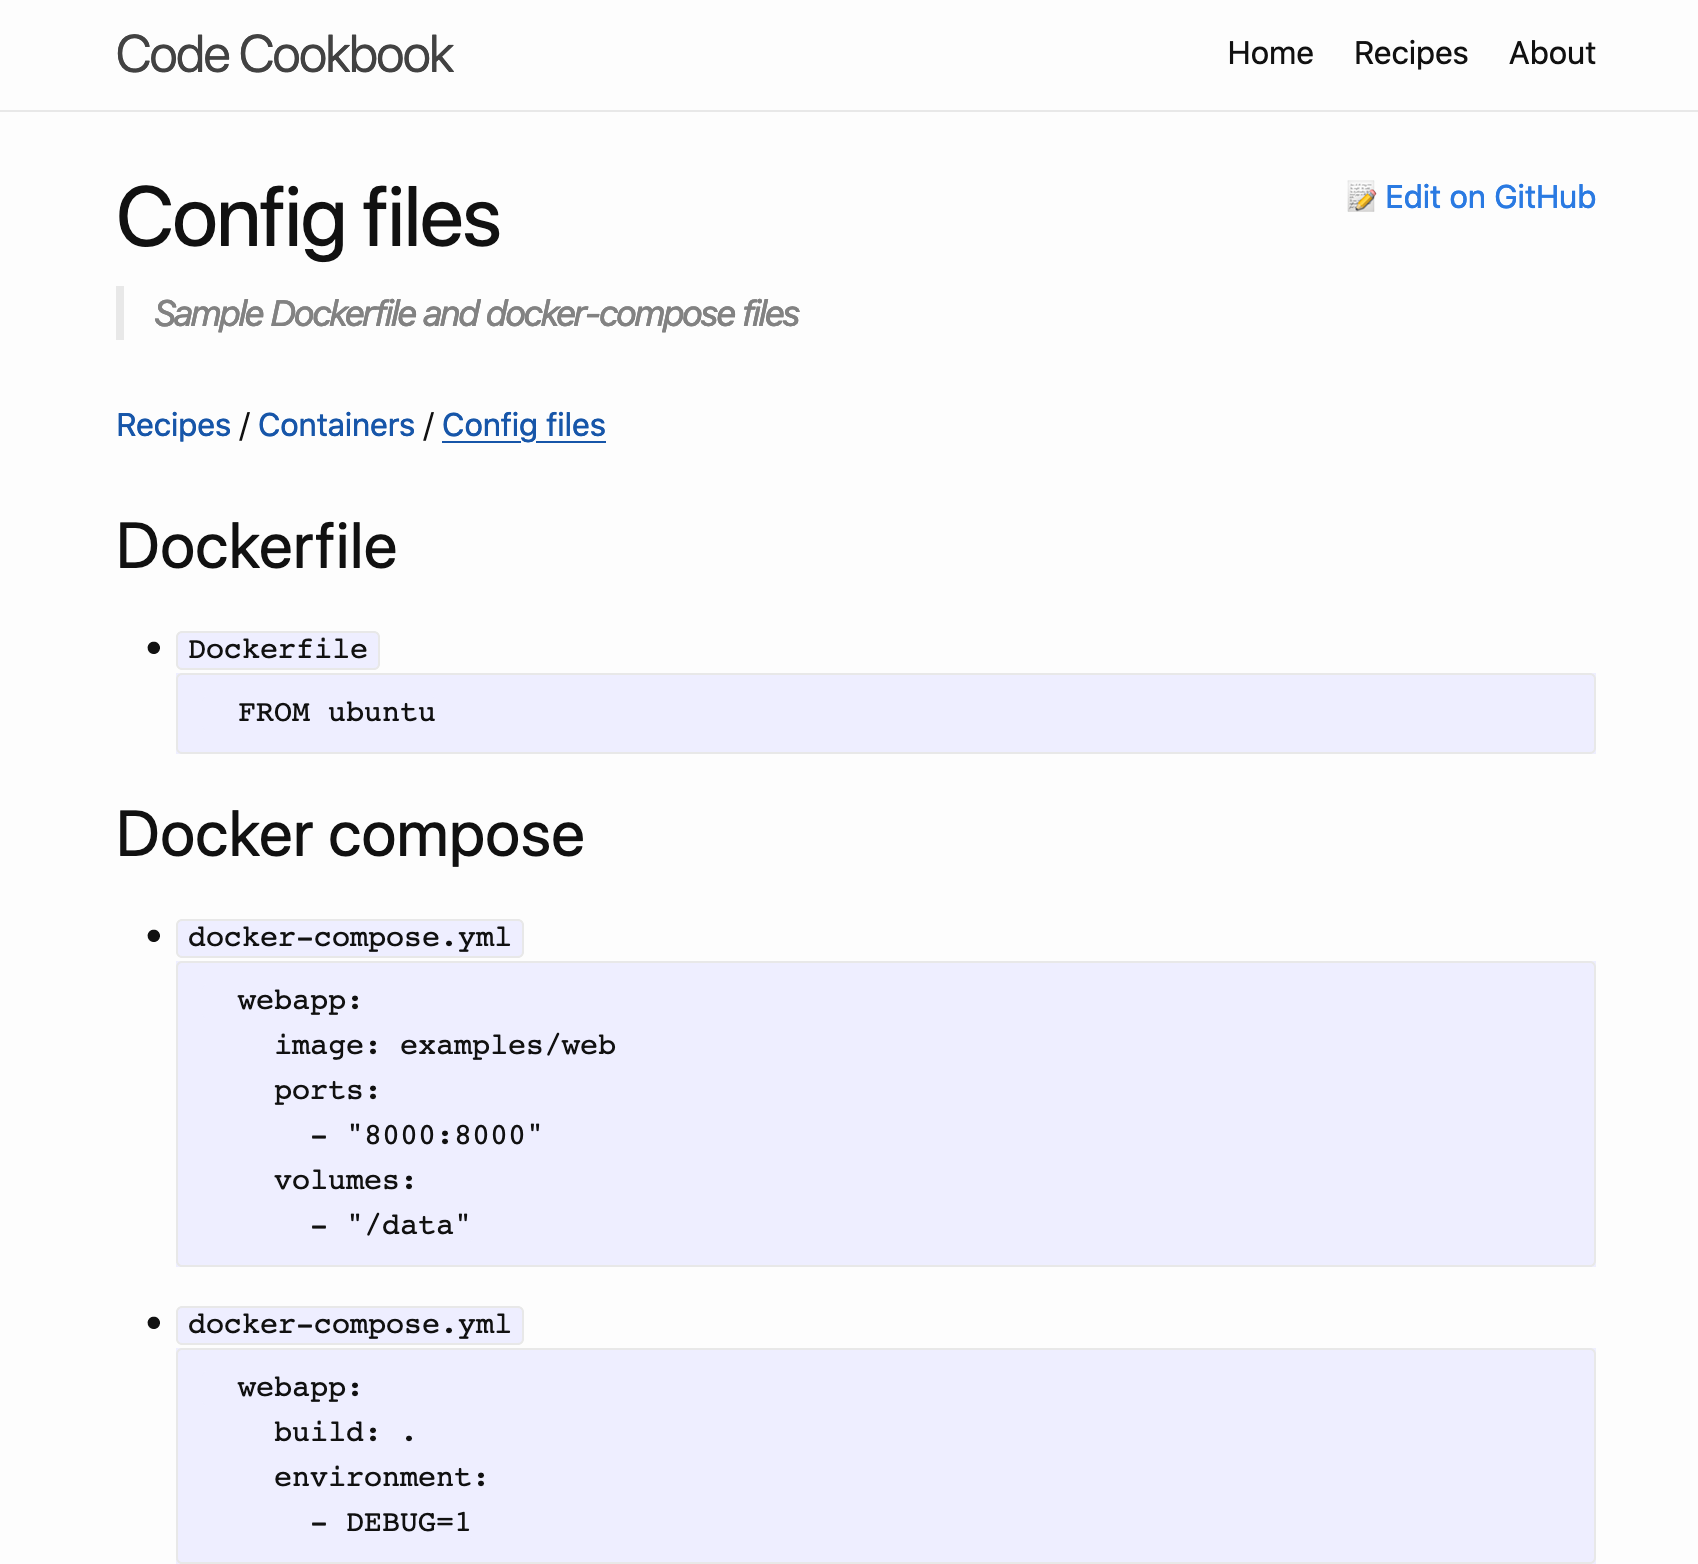 Code Cookbook
Home Recipes About
Config files
📝 Edit on GitHub
Sample Dockerfile and docker-compose files
Recipes / Containers / Config files
Dockerfile
• Dockerfile
FROM ubuntu
Docker compose
• docker-compose.yml
webapp:
  image: examples/web
  ports:
    - "8000:8000"
  volumes:
    - "/data"
• docker-compose.yml
webapp:
  build: .
  environment:
    - DEBUG=1